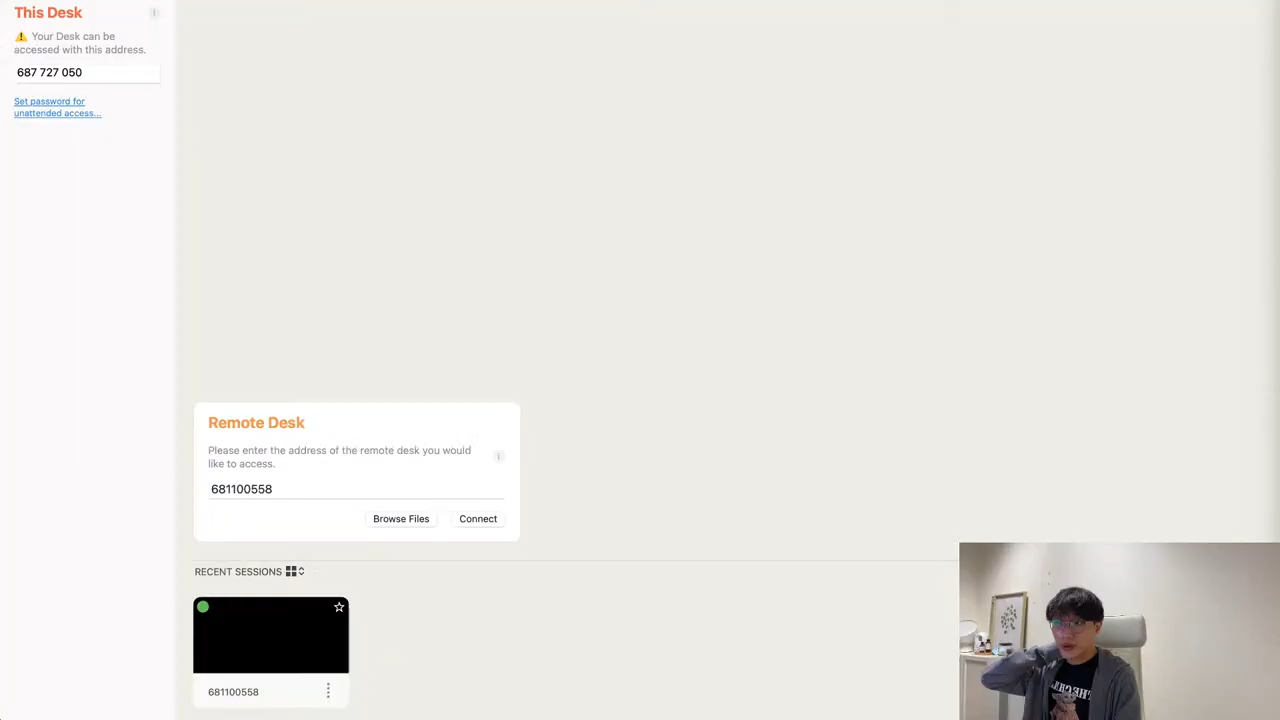 This Desk
⚠️ Your Desk can be
accessed with this address.
687 727 050
Set password for
unattended access...
Remote Desk
Please enter the address of the remote desk you would
like to access.
681100558
Browse Files
Connect
RECENT SESSIONS
681100558